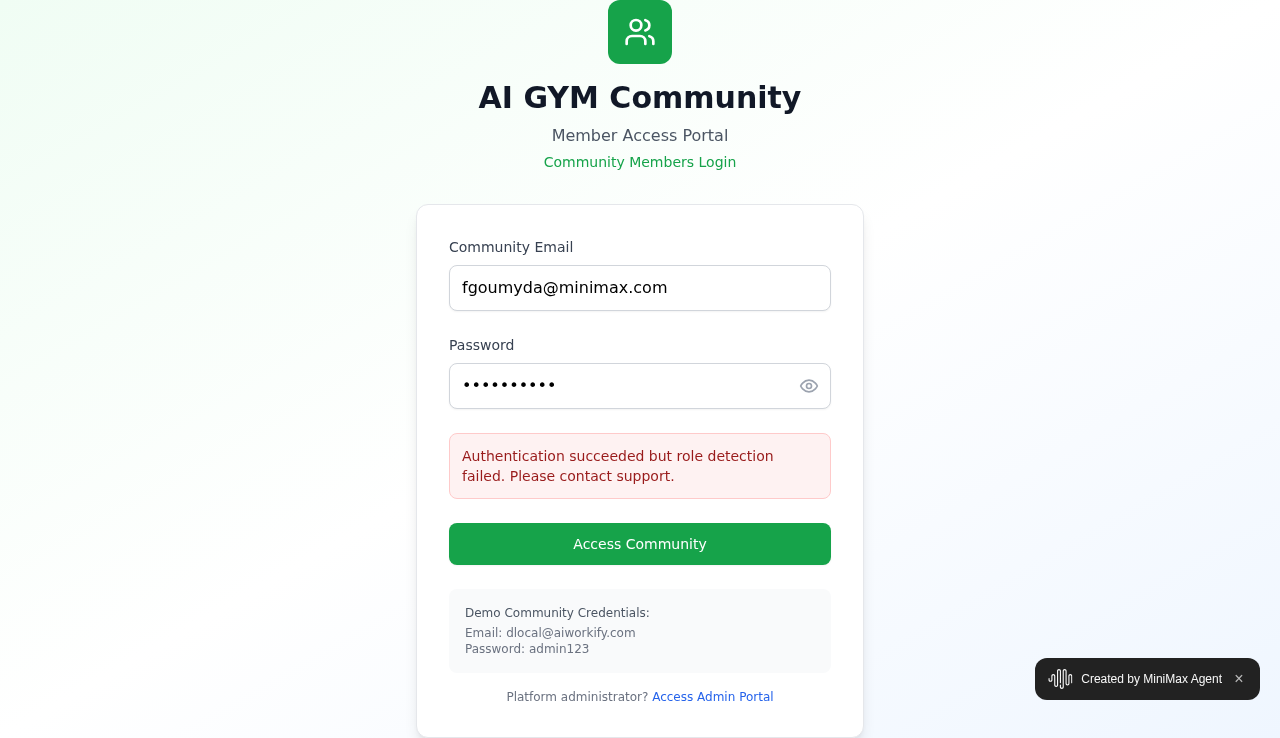 AI GYM Community
Member Access Portal
Community Members Login
Community Email
fgoumyda@minimax.com
Password
••••••••••
Authentication succeeded but role detection
failed. Please contact support.
Access Community
Demo Community Credentials:
Email: dlocal@aiworkify.com
Password: admin123
Platform administrator? Access Admin Portal
Created by MiniMax Agent ×